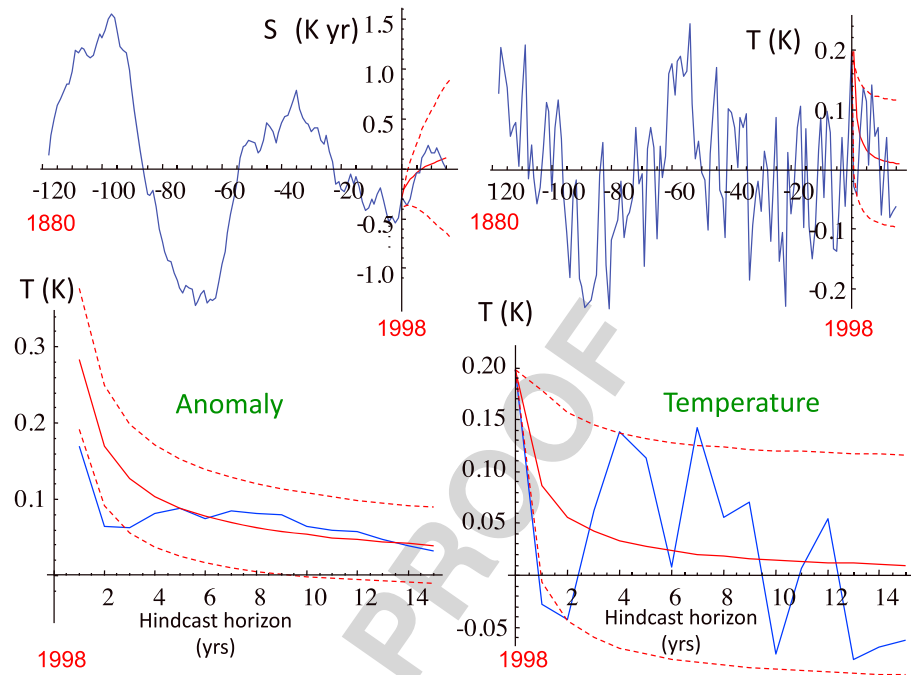 S (K yr)
1.5
1.0
0.5
-120 -100 -80 -60 -40 -20
-0.5
-1.0
1880
1998
T (K)
0.2
0.1
-120 -100 -80 -60 -40 -20
-0.1
-0.2
1880
1998
T (K)
0.3
0.2
0.1
Anomaly
2 4 6 8 10 12 14
Hindcast horizon
(yrs)
1998
T (K)
0.20
0.15
0.10
0.05
-0.05
Temperature
2 4 6 8 10 12 14
Hindcast horizon
(yrs)
1998
PROOF